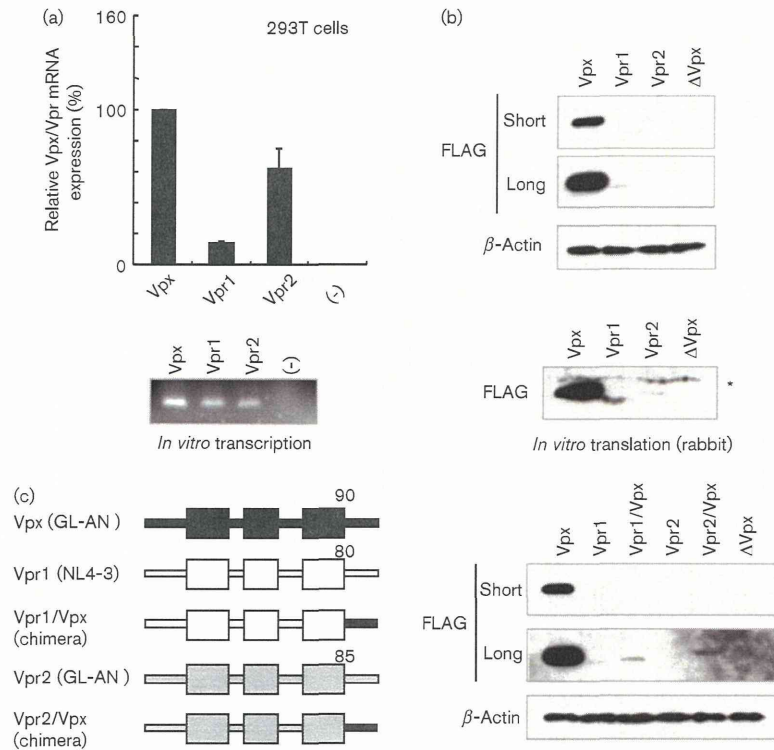 (a)
Relative Vpx/Vpr mRNA
expression (%)
160
100
0
293T cells
Vpx
Vpr1
Vpr2
(-)
Vpx
Vpr1
Vpr2
(-)
In vitro transcription
(b)
Vpx
Vpr1
Vpr2
ΔVpx
FLAG
Short
Long
β-Actin
Vpx
Vpr1
Vpr2
ΔVpx
FLAG
*
In vitro translation (rabbit)
(c)
90
Vpx (GL-AN )
80
Vpr1 (NL4-3)
Vpr1/Vpx
(chimera)
85
Vpr2 (GL-AN )
Vpr2/Vpx
(chimera)
Vpx
Vpr1
Vpr1/Vpx
Vpr2
Vpr2/Vpx
ΔVpx
FLAG
Short
Long
β-Actin